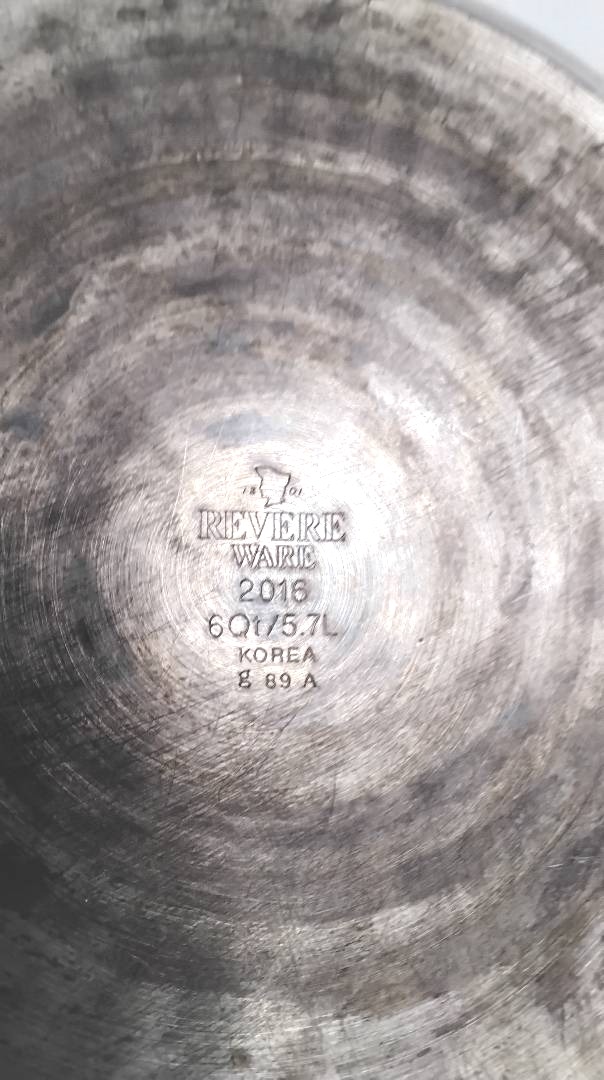 1801
REVERE
WARE
2016
6Qt/5.7L
KOREA
g 89 A